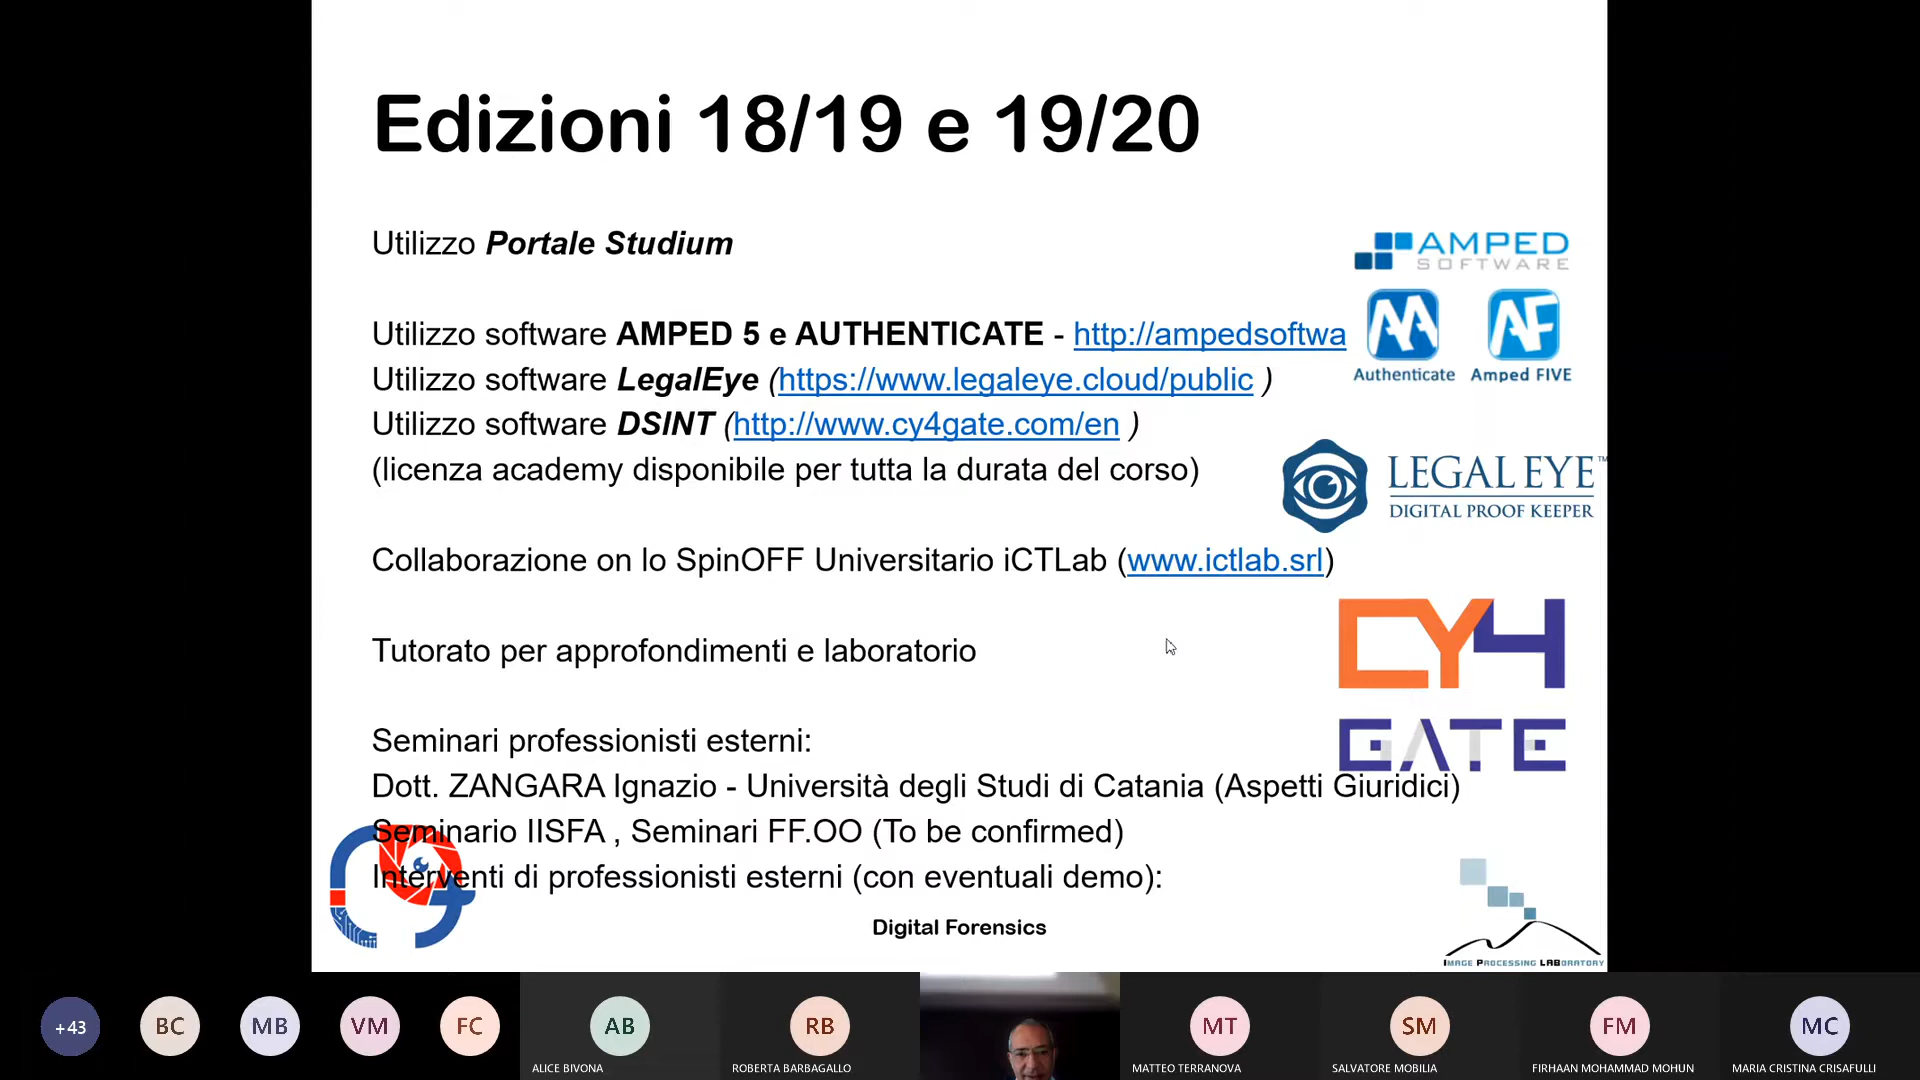 Edizioni 18/19 e 19/20
Utilizzo Portale Studium
AMPED
SOFTWARE
Utilizzo software AMPED 5 e AUTHENTICATE - http://ampedsoftwa
Authenticate Amped FIVE
Utilizzo software LegalEye (https://www.legaleye.cloud/public )
Utilizzo software DSINT (http://www.cy4gate.com/en )
(licenza academy disponibile per tutta la durata del corso)
LEGAL EYE™
DIGITAL PROOF KEEPER
Collaborazione on lo SpinOFF Universitario iCTLab (www.ictlab.srl)
CY4
GATE
Tutorato per approfondimenti e laboratorio
Seminari professionisti esterni:
Dott. ZANGARA Ignazio - Università degli Studi di Catania (Aspetti Giuridici)
Seminario IISFA , Seminari FF.OO (To be confirmed)
Interventi di professionisti esterni (con eventuali demo):
Digital Forensics
IMAGE PROCESSING LABORATORY
+43 BC MB VM FC AB RB MT SM FM MC
ALICE BIVONA ROBERTA BARBAGALLO MATTEO TERRANOVA SALVATORE MOBILIA FIRHAAN MOHAMMAD MOHUN MARIA CRISTINA CRISAFULLI